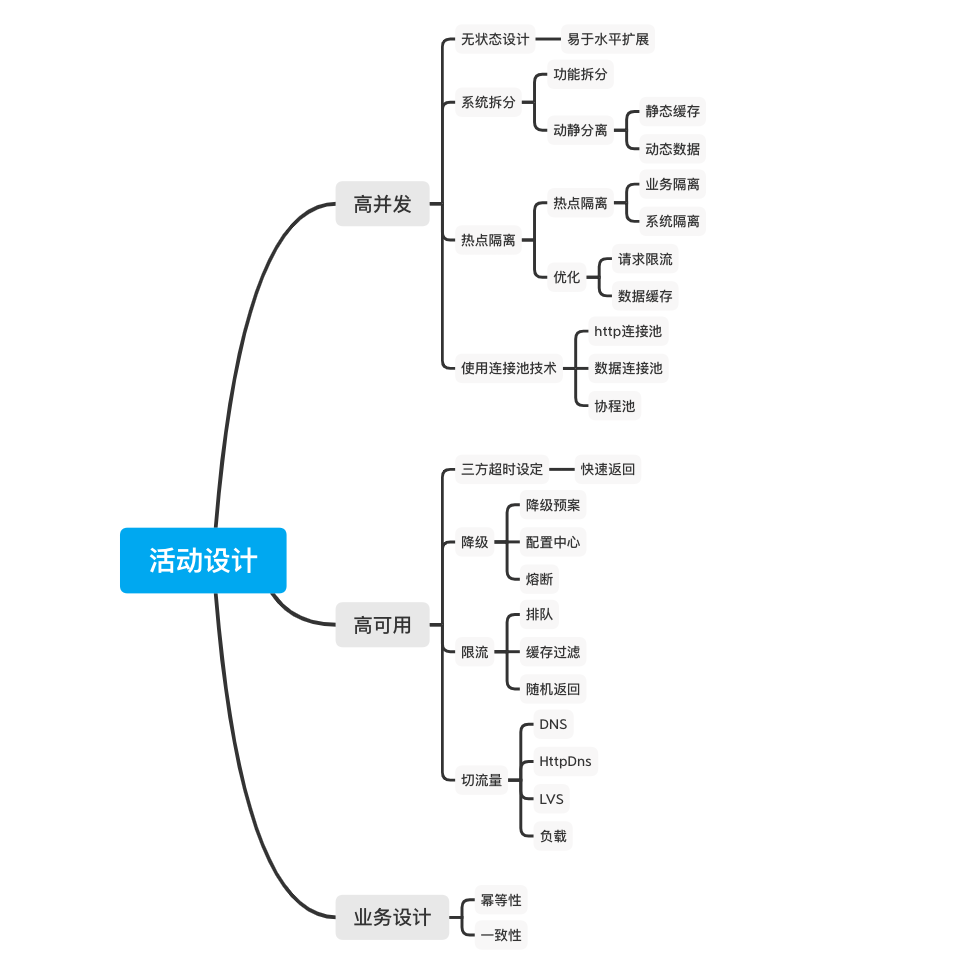 活动设计
高并发
无状态设计
易于水平扩展
系统拆分
功能拆分
动静分离
静态缓存
动态数据
热点隔离
热点隔离
业务隔离
系统隔离
优化
请求限流
数据缓存
使用连接池技术
http连接池
数据连接池
协程池
高可用
三方超时设定
快速返回
降级
降级预案
配置中心
熔断
限流
排队
缓存过滤
随机返回
切流量
DNS
HttpDns
LVS
负载
业务设计
幂等性
一致性